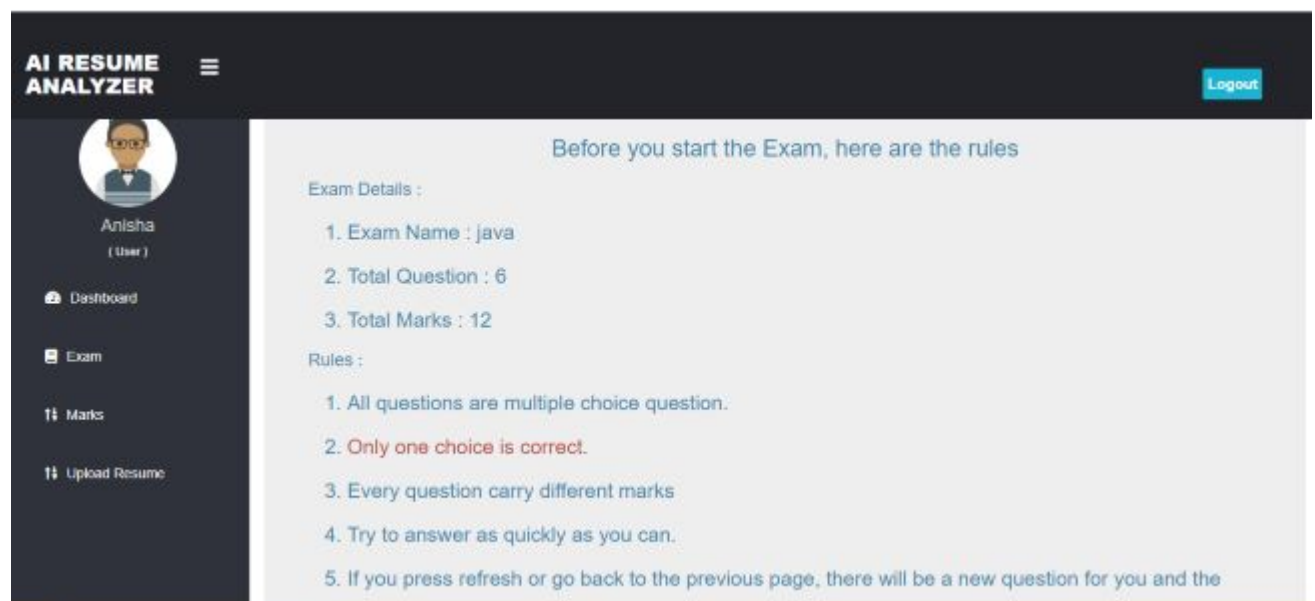 AI RESUME
ANALYZER
Logout
Anisha
( User )
Dashboard
Exam
Marks
Upload Resume
Before you start the Exam, here are the rules
Exam Details :
1. Exam Name : java
2. Total Question : 6
3. Total Marks : 12
Rules :
1. All questions are multiple choice question.
2. Only one choice is correct.
3. Every question carry different marks
4. Try to answer as quickly as you can.
5. If you press refresh or go back to the previous page, there will be a new question for you and the